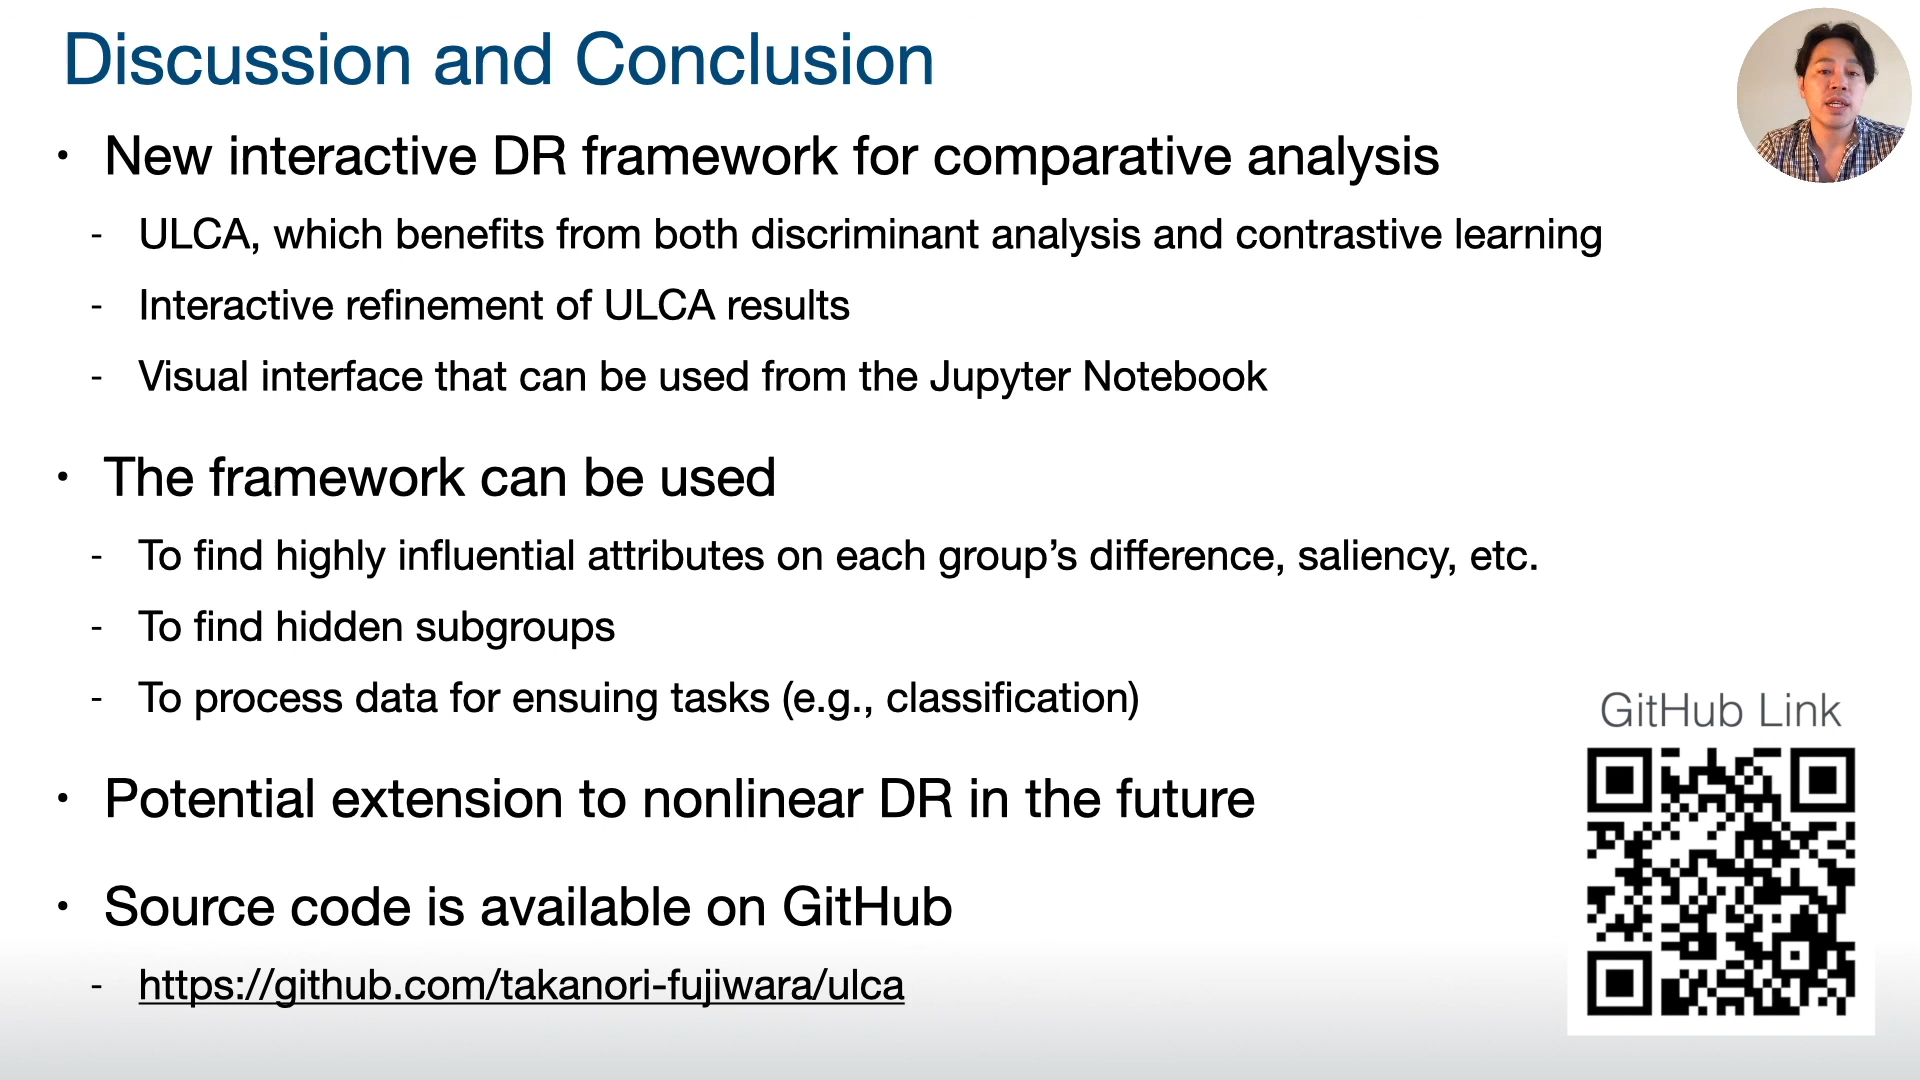 Discussion and Conclusion
• New interactive DR framework for comparative analysis
- ULCA, which benefits from both discriminant analysis and contrastive learning
- Interactive refinement of ULCA results
- Visual interface that can be used from the Jupyter Notebook
• The framework can be used
- To find highly influential attributes on each group’s difference, saliency, etc.
- To find hidden subgroups
- To process data for ensuing tasks (e.g., classification)
• Potential extension to nonlinear DR in the future
• Source code is available on GitHub
- https://github.com/takanori-fujiwara/ulca
GitHub Link